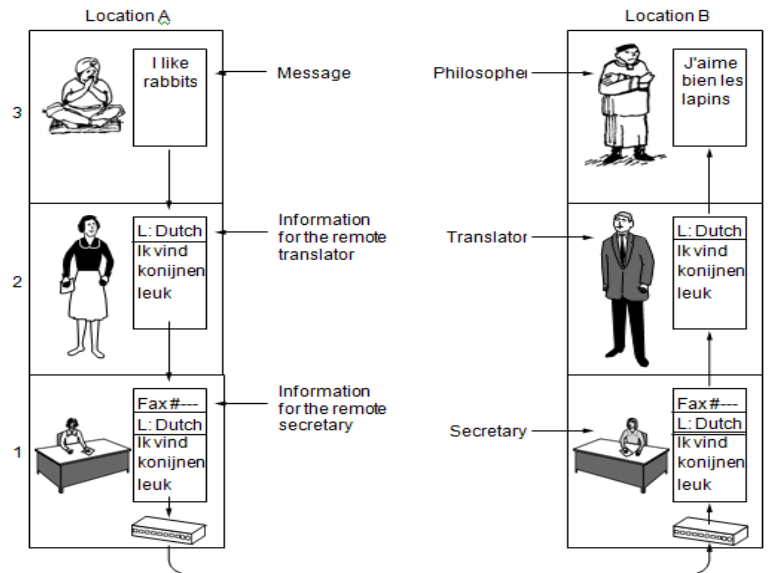 Location A
Location B
I like
rabbits
Message
Philosopher
J'aime
bien les
lapins
3
L: Dutch
Ik vind
konijnen
leuk
Information
for the remote
translator
Translator
L: Dutch
Ik vind
konijnen
leuk
2
Fax #---
L: Dutch
Ik vind
konijnen
leuk
Information
for the remote
secretary
Secretary
Fax #---
L: Dutch
Ik vind
konijnen
leuk
1